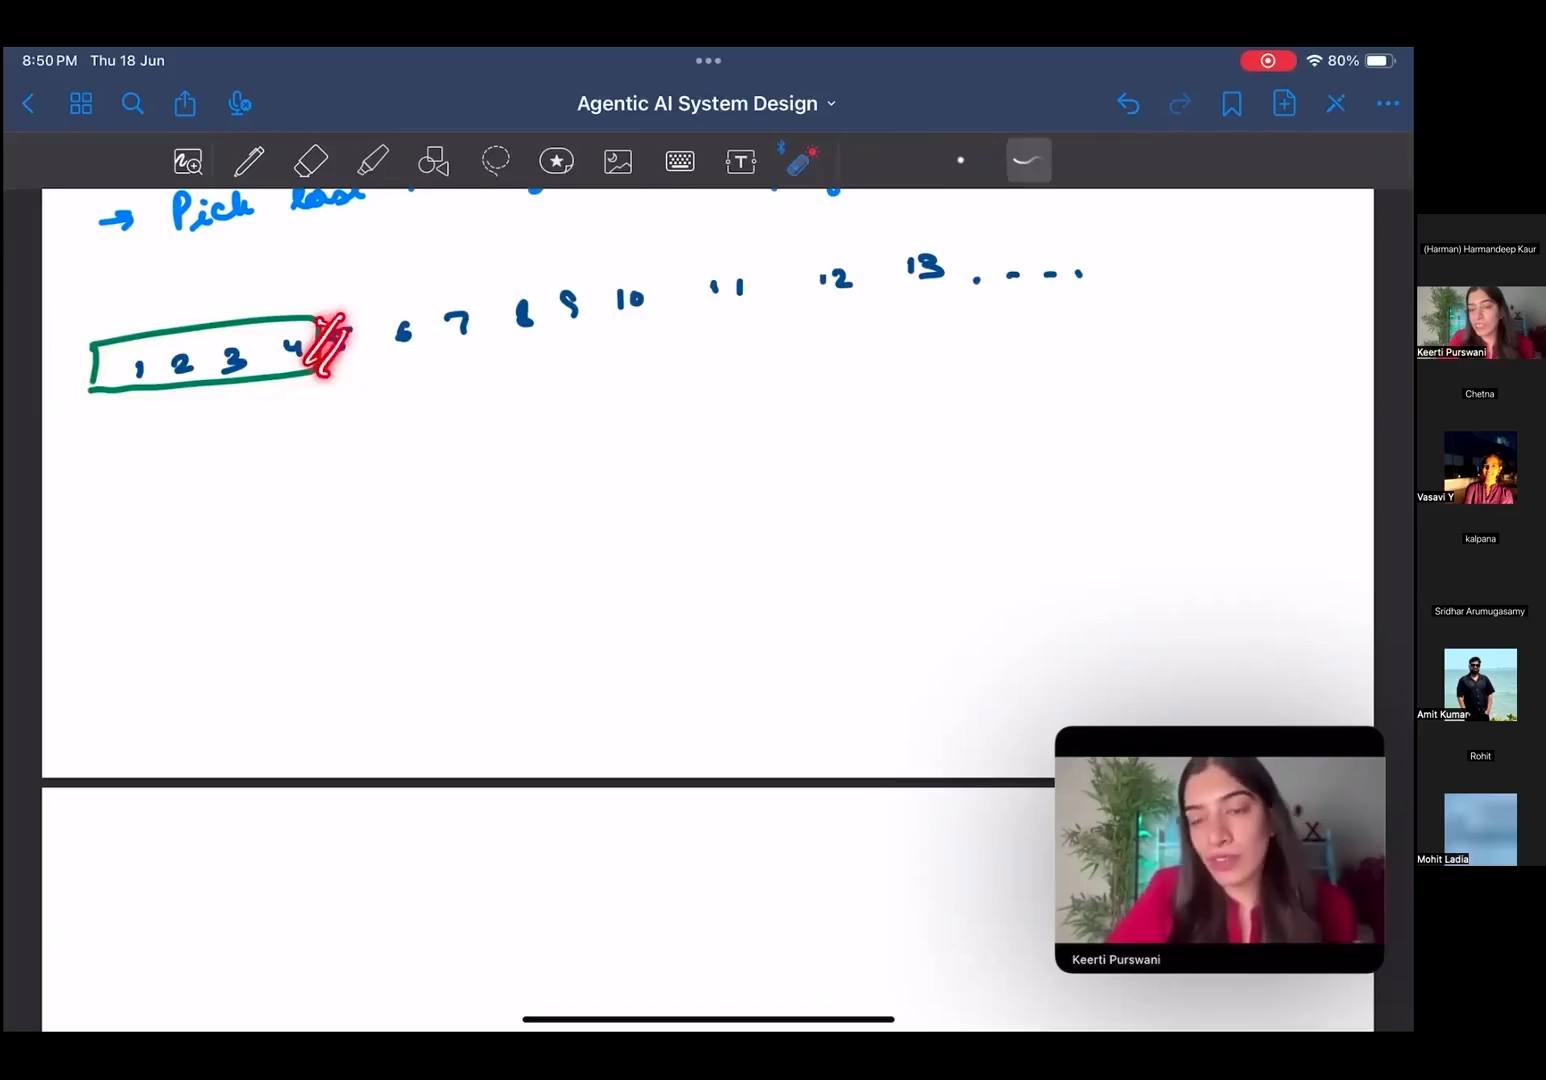 8:50 PM Thu 18 Jun
80%
Agentic AI System Design
T
→ Pick last
1 2 3 4 6 7 8 9 10 11 12 13 . - - .
(Harman) Harmandeep Kaur
Keerti Purswani
Chetna
Vasavi Y
kalpana
Sridhar Arumugasamy
Amit Kumar
Rohit
Mohit Ladia
Keerti Purswani